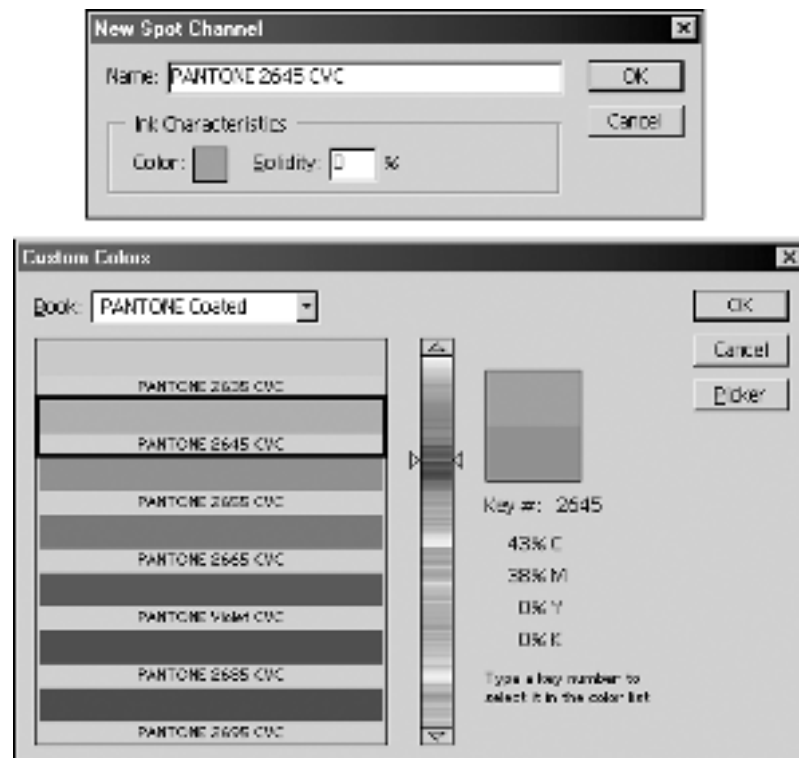 New Spot Channel
Name: PANTONE 2645 CVC
OK
Ink Characteristics
Cancel
Color: Solidity: 0 %
Custom Colors
Book: PANTONE Coated
OK
Cancel
Picker
PANTONE 2635 CVC
PANTONE 2645 CVC
PANTONE 2655 CVC
PANTONE 2665 CVC
PANTONE Violet CVC
PANTONE 2685 CVC
PANTONE 2695 CVC
Key #: 2645
43% C
38% M
0% Y
0% K
Type a key number to
select it in the color list